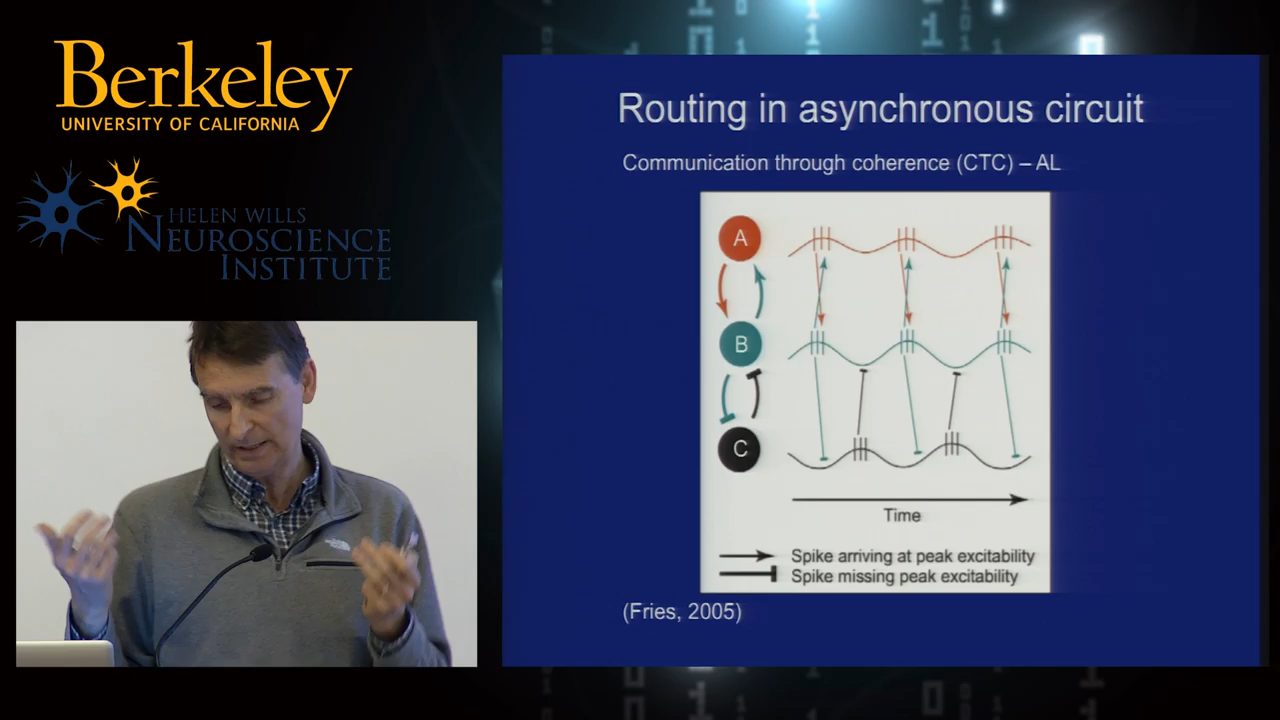 Berkeley
UNIVERSITY OF CALIFORNIA
HELEN WILLS
NEUROSCIENCE
INSTITUTE
Routing in asynchronous circuit
Communication through coherence (CTC) – AL
A
B
C
Time
Spike arriving at peak excitability
Spike missing peak excitability
(Fries, 2005)